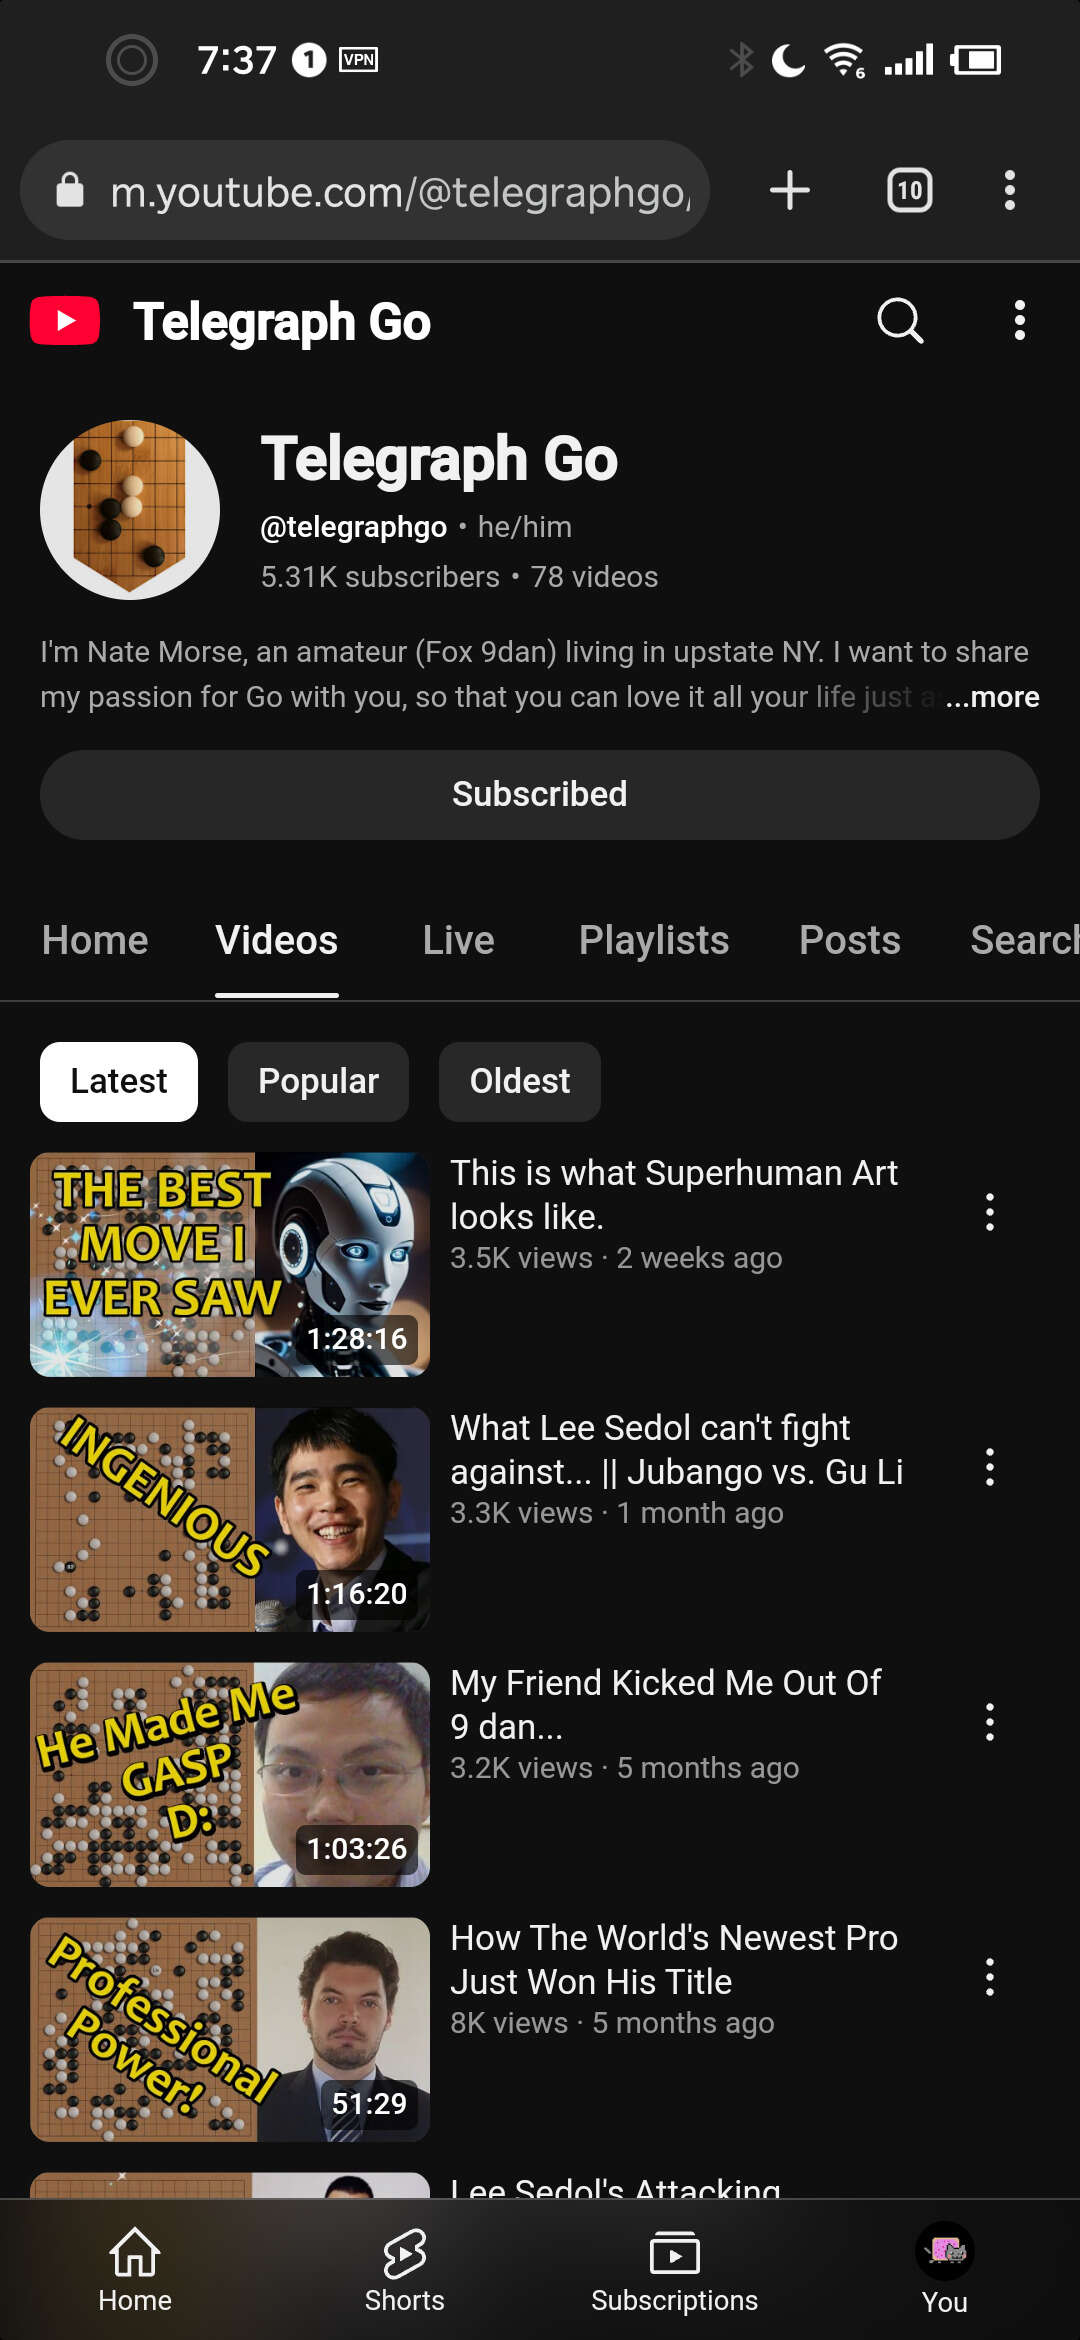 7:37 1 VPN 6
m.youtube.com/@telegraphgo/
10
Telegraph Go
Telegraph Go
@telegraphgo • he/him
5.31K subscribers • 78 videos
I'm Nate Morse, an amateur (Fox 9dan) living in upstate NY. I want to share
my passion for Go with you, so that you can love it all your life just a ...more
Subscribed
Home Videos Live Playlists Posts Search
Latest Popular Oldest
THE BEST
MOVE I
EVER SAW
1:28:16
This is what Superhuman Art
looks like.
3.5K views · 2 weeks ago
INGENIOUS
1:16:20
What Lee Sedol can't fight
against... || Jubango vs. Gu Li
3.3K views · 1 month ago
He Made Me
GASP
D:
1:03:26
My Friend Kicked Me Out Of
9 dan...
3.2K views · 5 months ago
Professional
Power!
51:29
How The World's Newest Pro
Just Won His Title
8K views · 5 months ago
Lee Sedol's Attacking
Home Shorts Subscriptions You